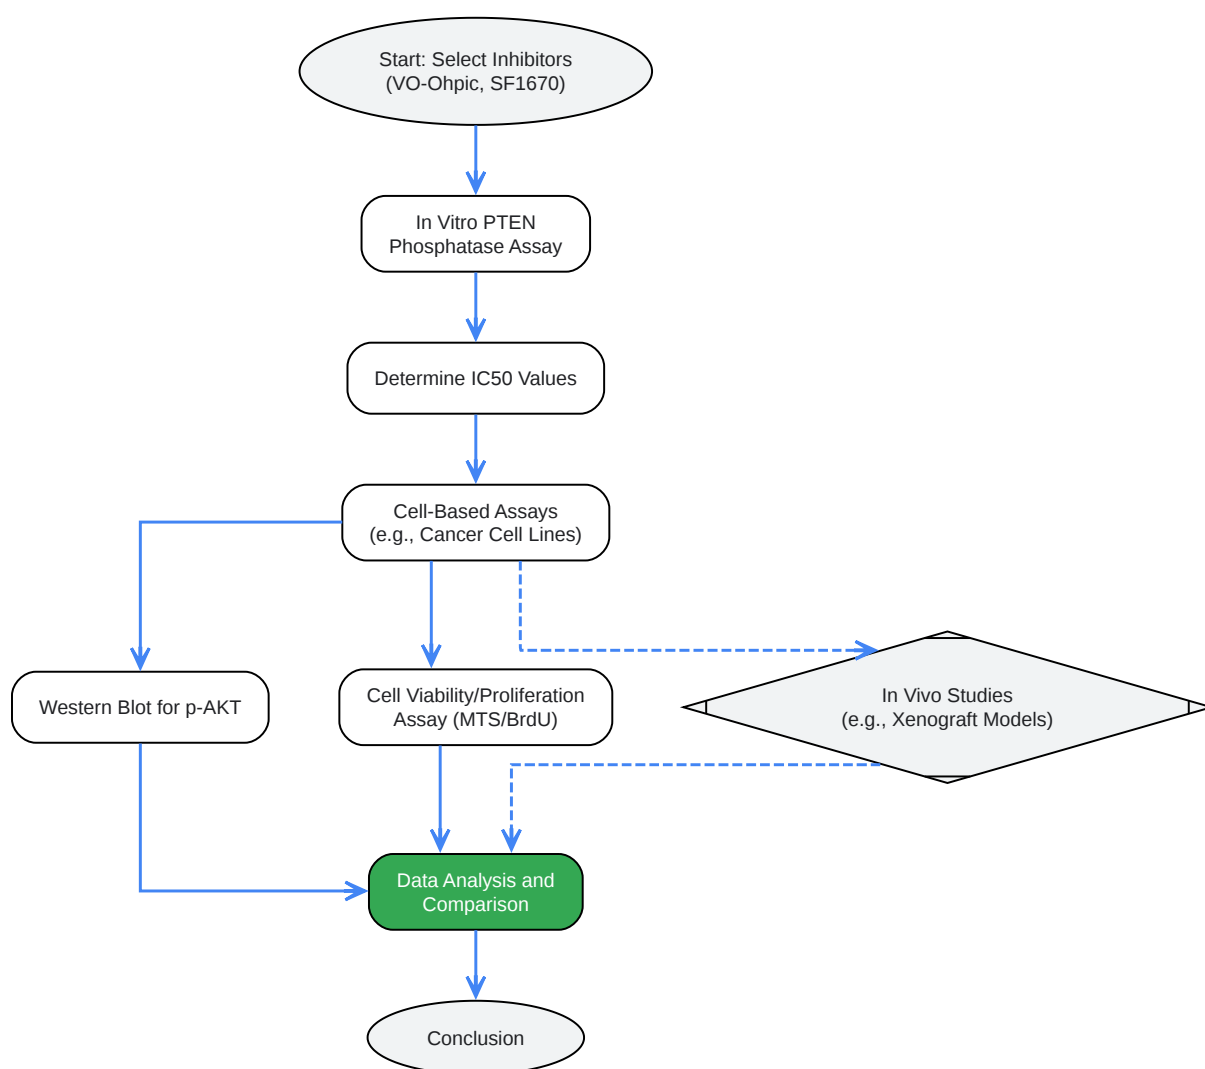 Start: Select Inhibitors
(VO-Ohpic, SF1670)
In Vitro PTEN
Phosphatase Assay
Determine IC50 Values
Cell-Based Assays
(e.g., Cancer Cell Lines)
Western Blot for p-AKT
Cell Viability/Proliferation
Assay (MTS/BrdU)
In Vivo Studies
(e.g., Xenograft Models)
Data Analysis and
Comparison
Conclusion